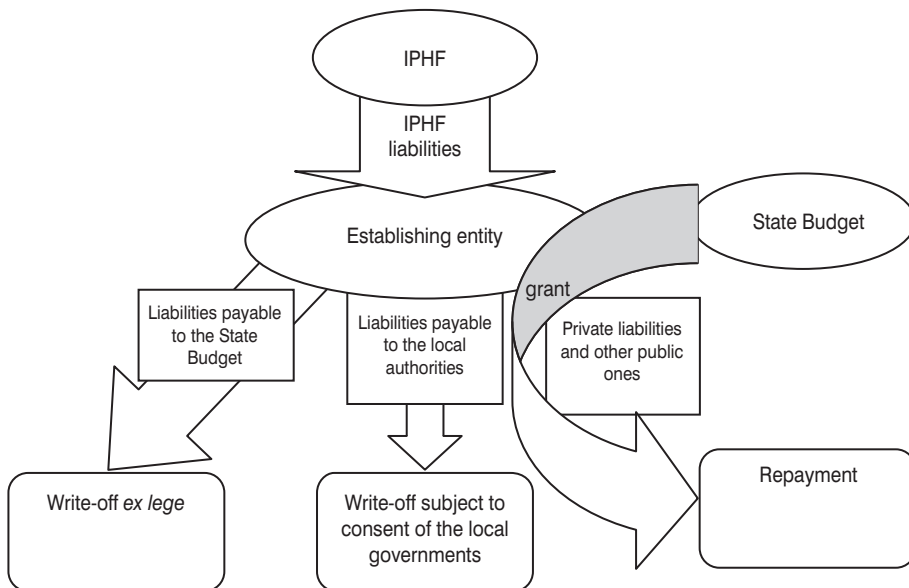 IPHF
IPHF
liabilities
Establishing entity
State Budget
grant
Liabilities payable
to the State
Budget
Liabilities payable
to the local
authorities
Private liabilities
and other public
ones
Write-off ex lege
Write-off subject to
consent of the local
governments
Repayment